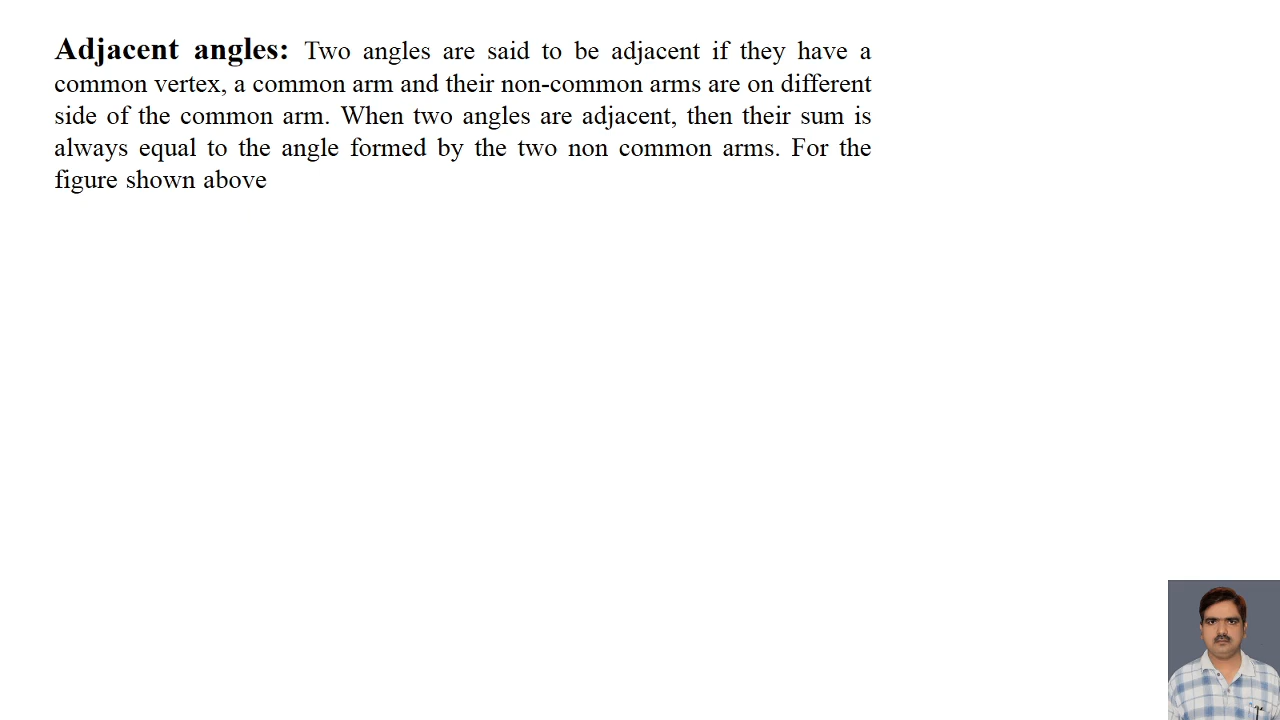 Adjacent angles: Two angles are said to be adjacent if they have a
common vertex, a common arm and their non-common arms are on different
side of the common arm. When two angles are adjacent, then their sum is
always equal to the angle formed by the two non common arms. For the
figure shown above